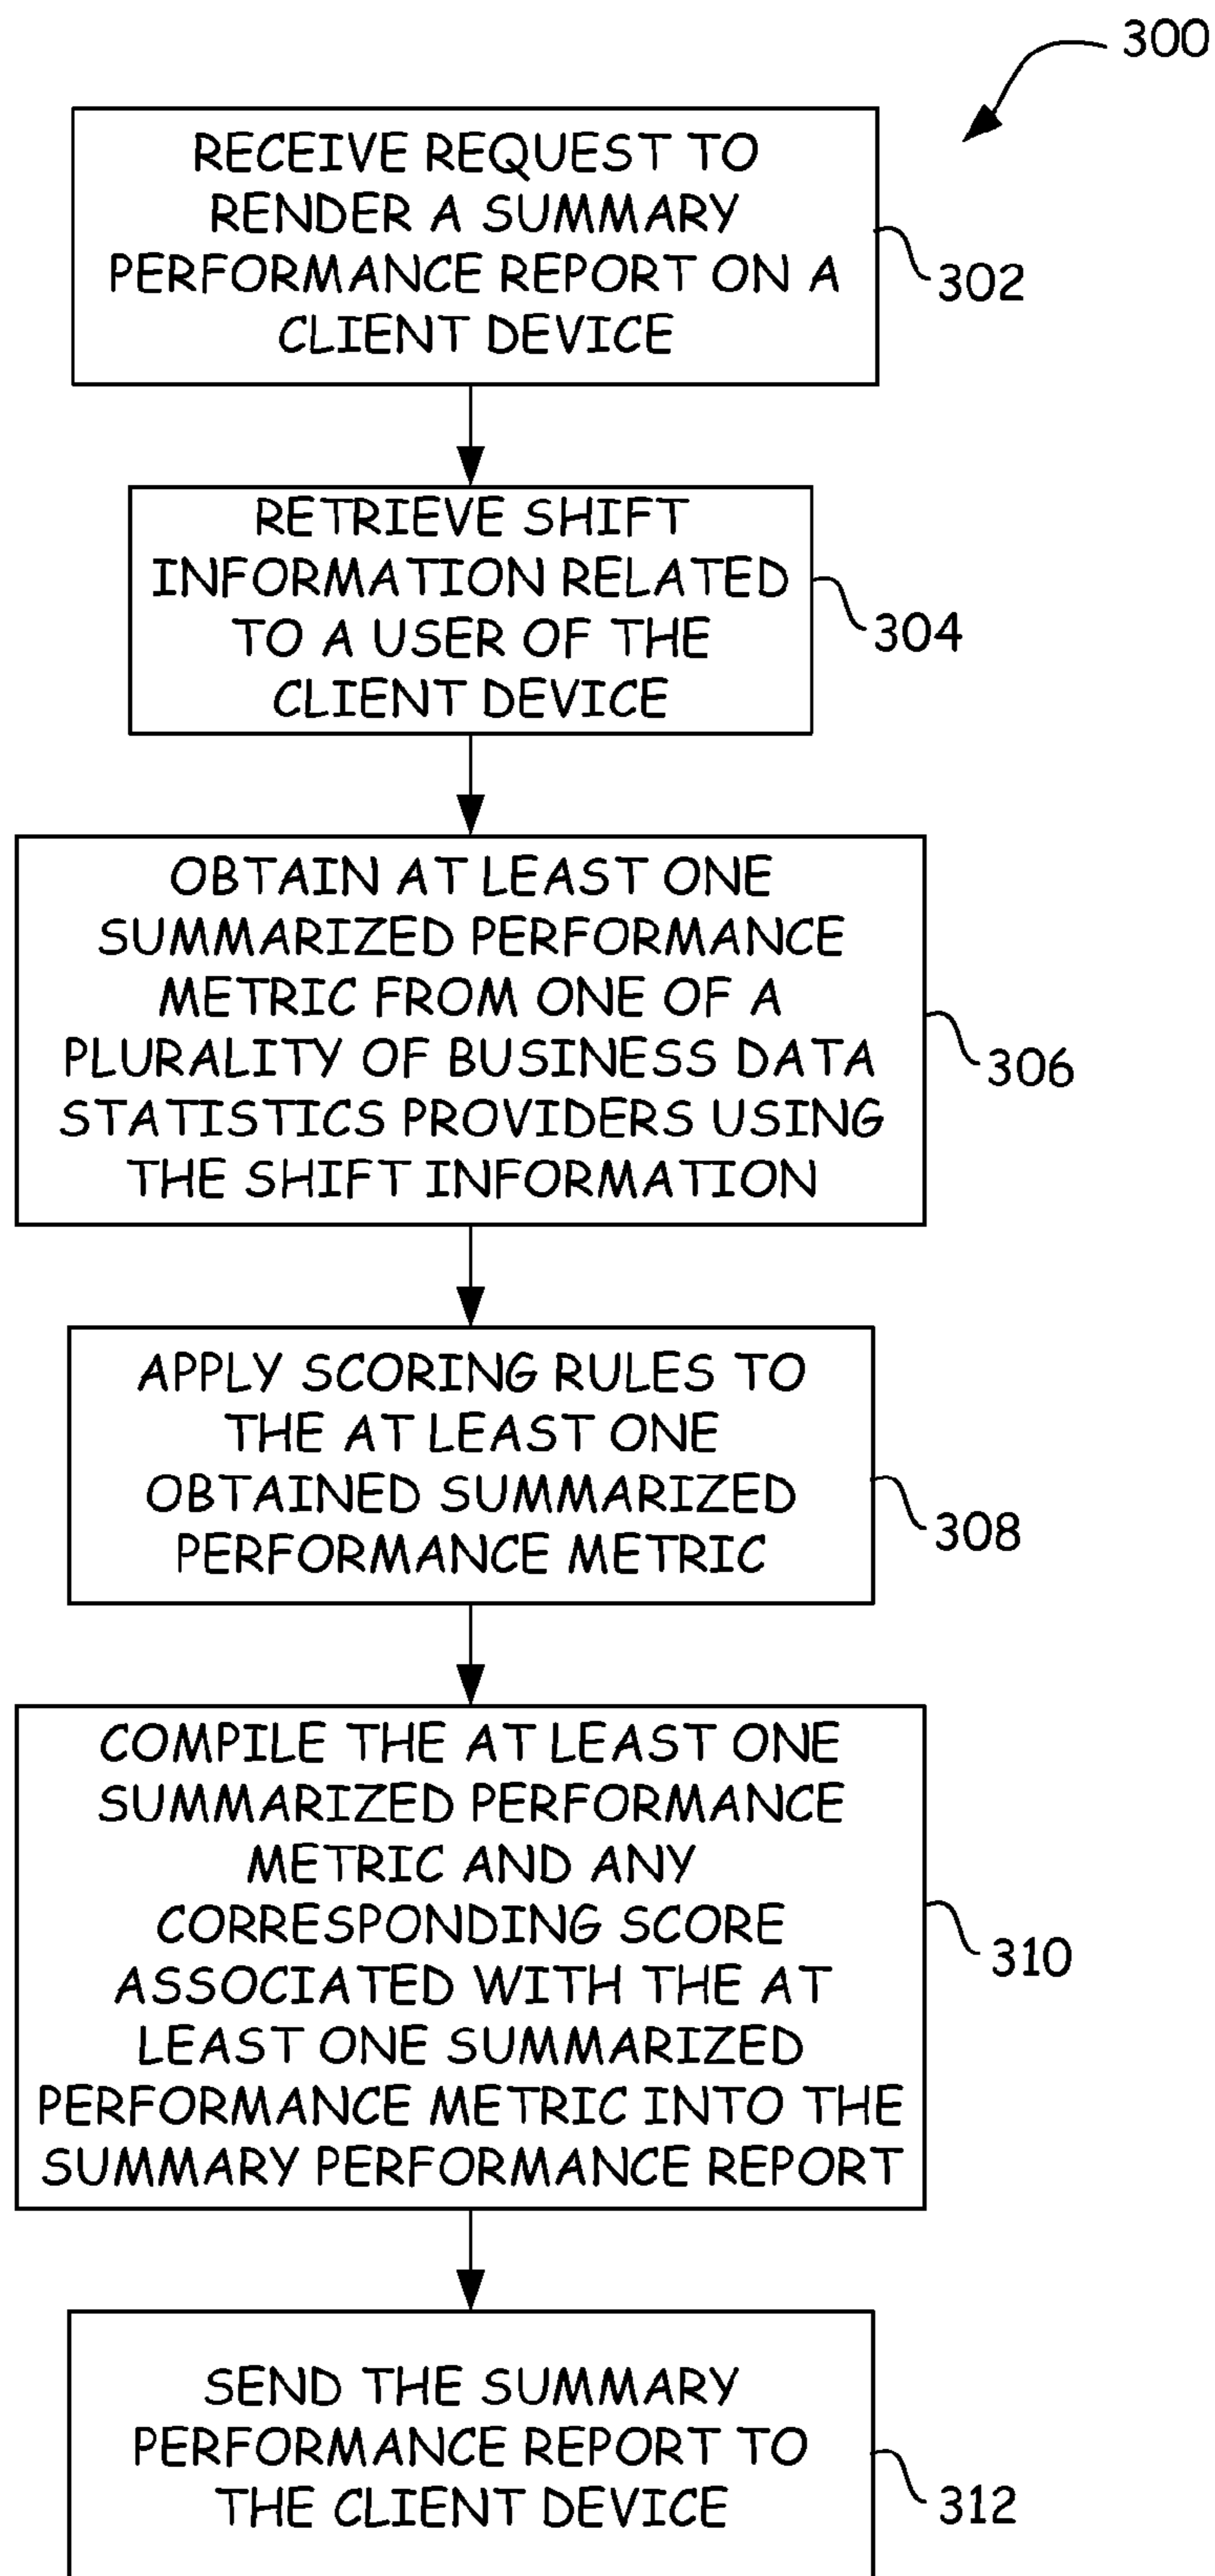 300
RECEIVE REQUEST TO
RENDER A SUMMARY
PERFORMANCE REPORT ON A
CLIENT DEVICE
302
RETRIEVE SHIFT
INFORMATION RELATED
TO A USER OF THE
CLIENT DEVICE
304
OBTAIN AT LEAST ONE
SUMMARIZED PERFORMANCE
METRIC FROM ONE OF A
PLURALITY OF BUSINESS DATA
STATISTICS PROVIDERS USING
THE SHIFT INFORMATION
306
APPLY SCORING RULES TO
THE AT LEAST ONE
OBTAINED SUMMARIZED
PERFORMANCE METRIC
308
COMPILE THE AT LEAST ONE
SUMMARIZED PERFORMANCE
METRIC AND ANY
CORRESPONDING SCORE
ASSOCIATED WITH THE AT
LEAST ONE SUMMARIZED
PERFORMANCE METRIC INTO THE
SUMMARY PERFORMANCE REPORT
310
SEND THE SUMMARY
PERFORMANCE REPORT TO
THE CLIENT DEVICE
312